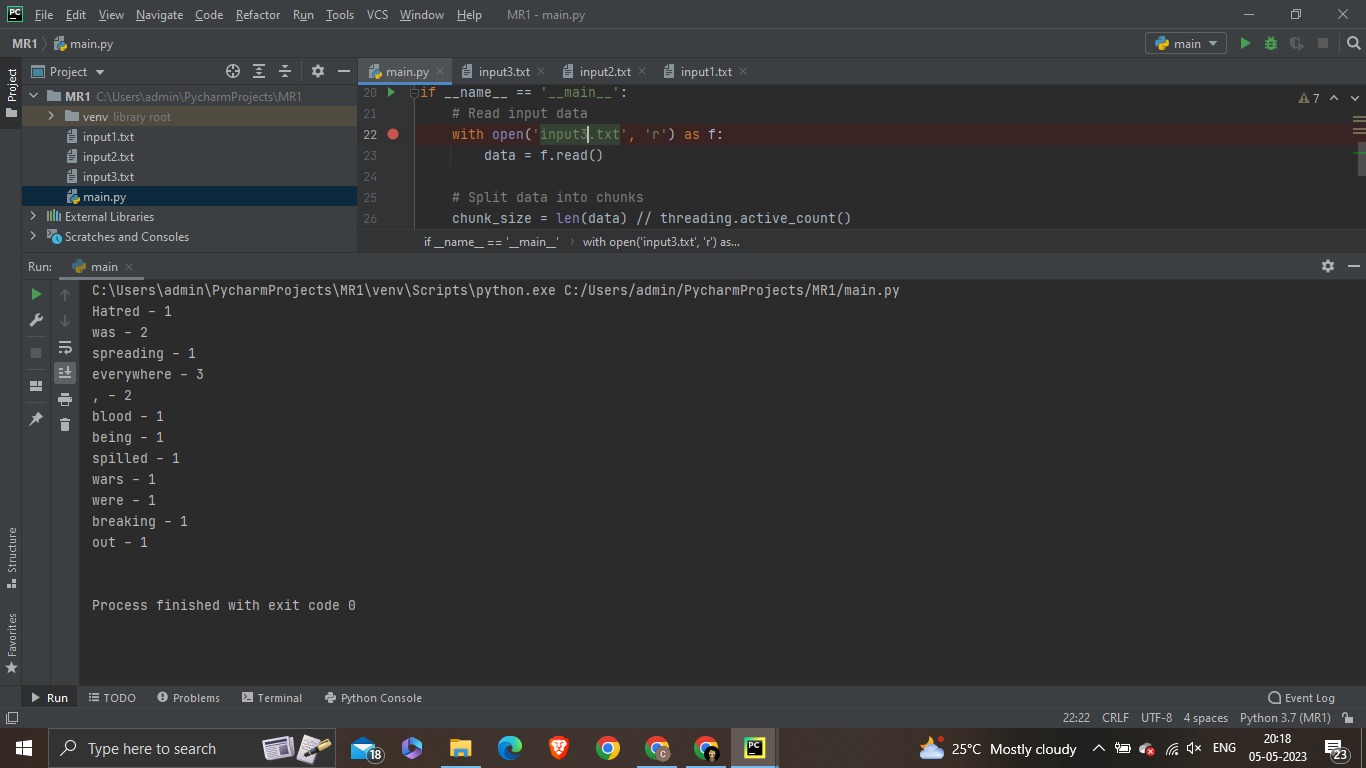 PC File Edit View Navigate Code Refactor Run Tools VCS Window Help MR1 - main.py
MR1 main.py main
Project main.py input3.txt input2.txt input1.txt
Project
MR1 C:\Users\admin\PycharmProjects\MR1
venv library root
input1.txt
input2.txt
input3.txt
main.py
External Libraries
Scratches and Consoles
20 if __name__ == '__main__':
7
21 # Read input data
22 with open('input3.txt', 'r') as f:
23 data = f.read()
24
25 # Split data into chunks
26 chunk_size = len(data) // threading.active_count()
if __name__ == '__main__' with open('input3.txt', 'r') as...
Run: main
C:\Users\admin\PycharmProjects\MR1\venv\Scripts\python.exe C:/Users/admin/PycharmProjects/MR1/main.py
Hatred - 1
was - 2
spreading - 1
everywhere - 3
, - 2
blood - 1
being - 1
spilled - 1
wars - 1
were - 1
breaking - 1
out - 1
Process finished with exit code 0
Structure
Favorites
Run TODO Problems Terminal Python Console Event Log
22:22 CRLF UTF-8 4 spaces Python 3.7 (MR1)
Type here to search 18 C PC 25°C Mostly cloudy ENG 20:18
05-05-2023 23